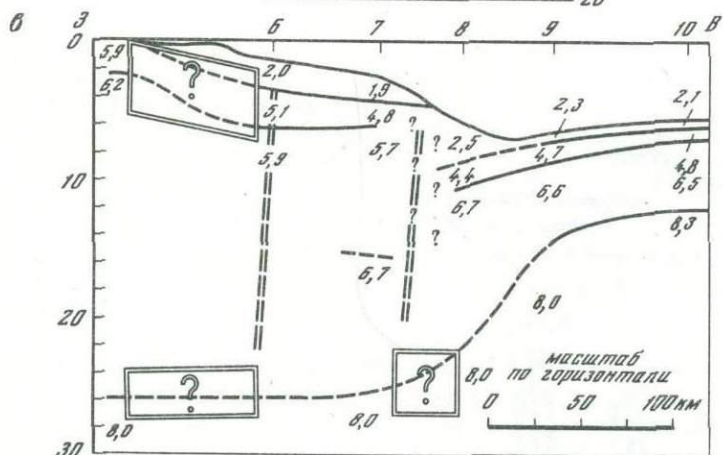 20
в З 6 7 8 9 10 В
0
5,9 2,0
6,2 ? 1,9 2,3 2,1
5,1 4,8 ? 2,5
5,9 5,7 ? ? 4,7
4,4 4,8
10 ? ? 6,7 6,6 6,5
? ? 8,3
6,7
20 8,0
? ? 8,0 масштаб
по горизонтали
8,0 8,0 0 50 100 км
30